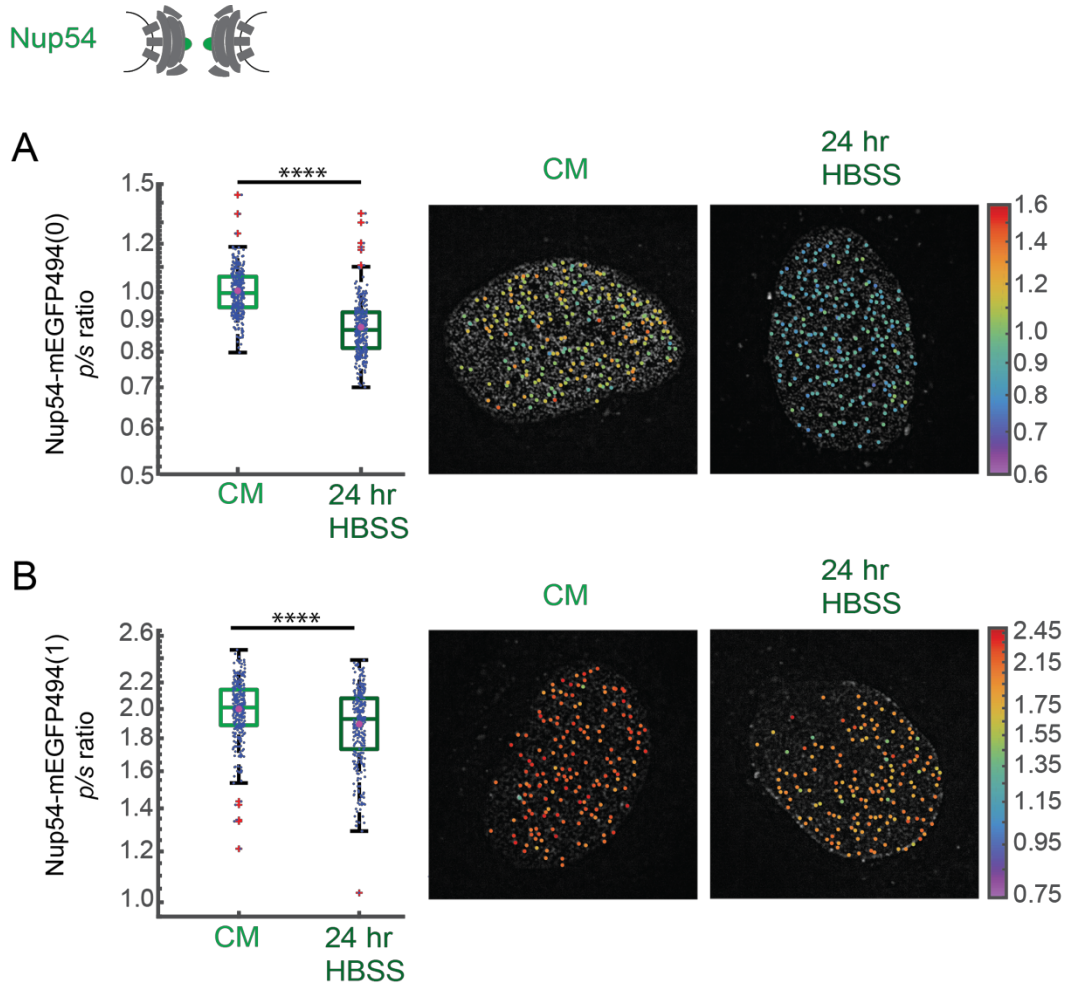 Nup54
A
Nup54-mEGFP494(0)
p/s ratio
1.5
1.2
1.0
0.9
0.8
0.7
0.6
0.5
****
CM
24 hr
HBSS
CM
24 hr
HBSS
1.6
1.4
1.2
1.0
0.8
0.7
0.6
B
Nup54-mEGFP494(1)
p/s ratio
2.6
2.2
2.0
1.8
1.6
1.4
1.2
1.0
****
CM
24 hr
HBSS
CM
24 hr
HBSS
2.45
2.15
1.75
1.55
1.35
1.15
0.95
0.75